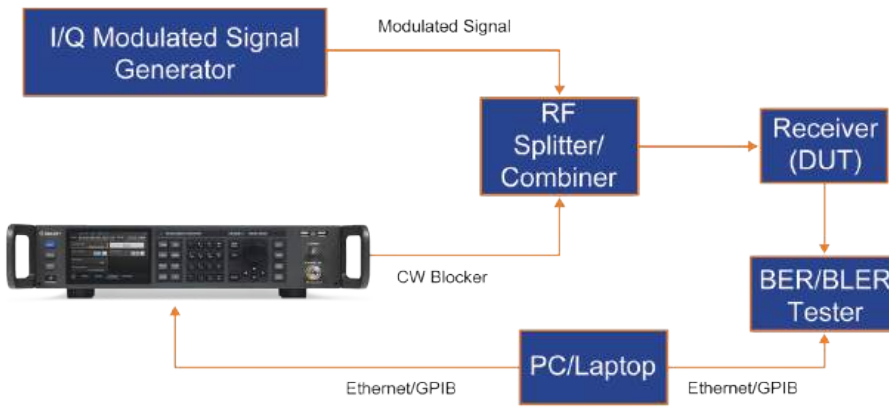 I/Q Modulated Signal
Generator
Modulated Signal
RF
Splitter/
Combiner
Receiver
(DUT)
CW Blocker
BER/BLER
Tester
PC/Laptop
Ethernet/GPIB
Ethernet/GPIB